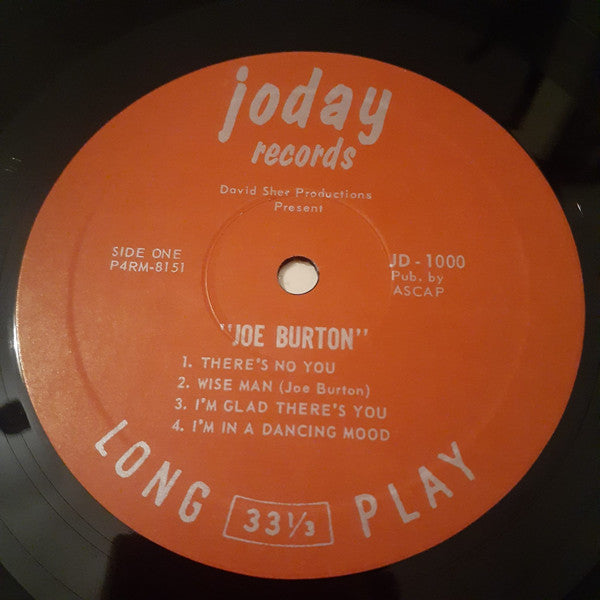 joday
records
David Sher Productions
Present
SIDE ONE
P4RM-8151
JD - 1000
Pub. by
ASCAP
"JOE BURTON"
1. THERE'S NO YOU
2. WISE MAN (Joe Burton)
3. I'M GLAD THERE'S YOU
4. I'M IN A DANCING MOOD
LONG 33⅓ PLAY